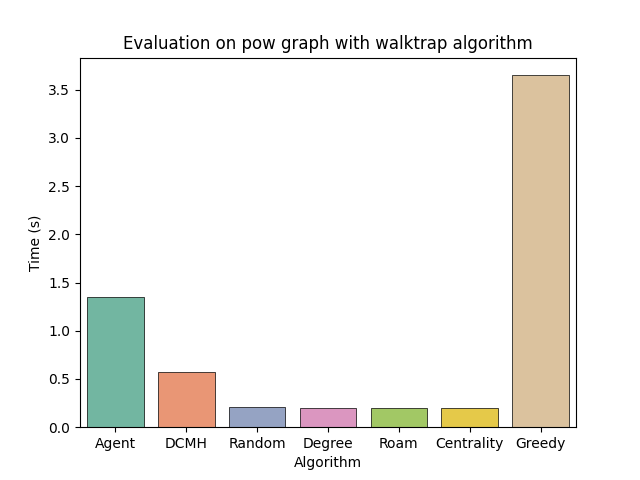 Evaluation on pow graph with walktrap algorithm
3.5
3.0
2.5
2.0
1.5
1.0
0.5
0.0
Time (s)
Agent DCMH Random Degree Roam Centrality Greedy
Algorithm